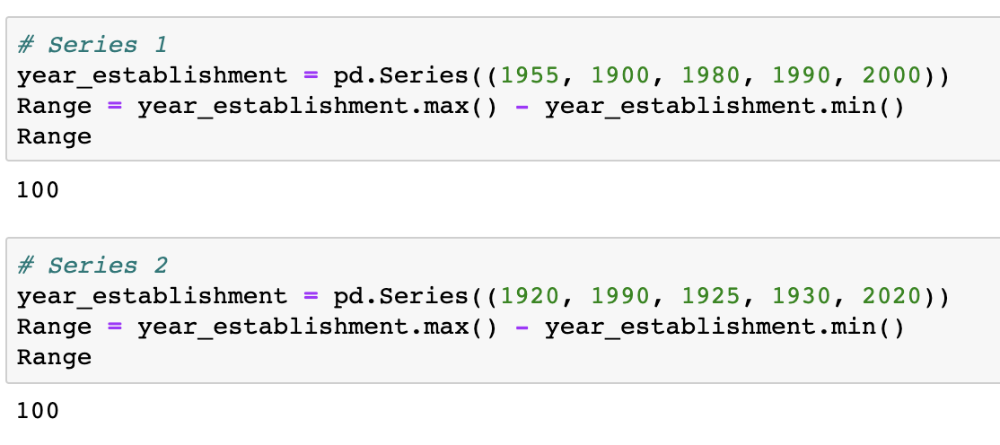 # Series 1
year_establishment = pd.Series((1955, 1900, 1980, 1990, 2000))
Range = year_establishment.max() - year_establishment.min()
Range
100
# Series 2
year_establishment = pd.Series((1920, 1990, 1925, 1930, 2020))
Range = year_establishment.max() - year_establishment.min()
Range
100